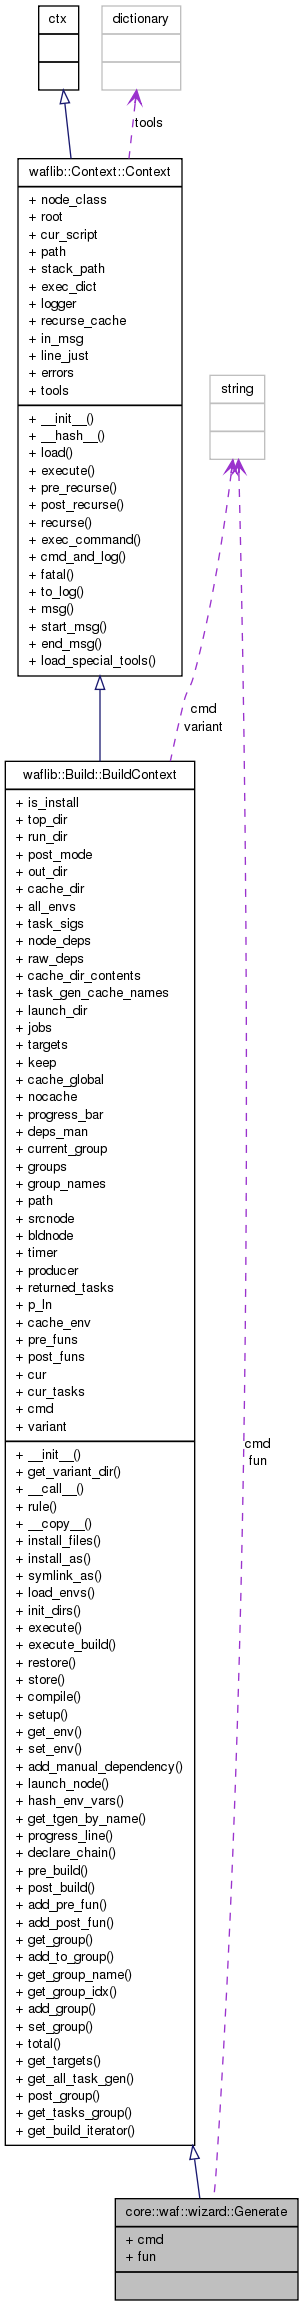 ctx
dictionary
tools
waflib::Context::Context
+ node_class
+ root
+ cur_script
+ path
+ stack_path
+ exec_dict
+ logger
+ recurse_cache
+ in_msg
+ line_just
+ errors
+ tools
+ __init__()
+ __hash__()
+ load()
+ execute()
+ pre_recurse()
+ post_recurse()
+ recurse()
+ exec_command()
+ cmd_and_log()
+ fatal()
+ to_log()
+ msg()
+ start_msg()
+ end_msg()
+ load_special_tools()
string
cmd
variant
waflib::Build::BuildContext
+ is_install
+ top_dir
+ run_dir
+ post_mode
+ out_dir
+ cache_dir
+ all_envs
+ task_sigs
+ node_deps
+ raw_deps
+ cache_dir_contents
+ task_gen_cache_names
+ launch_dir
+ jobs
+ targets
+ keep
+ cache_global
+ nocache
+ progress_bar
+ deps_man
+ current_group
+ groups
+ group_names
+ path
+ srcnode
+ bldnode
+ timer
+ producer
+ returned_tasks
+ p_ln
+ cache_env
+ pre_funs
+ post_funs
+ cur
+ cur_tasks
+ cmd
+ variant
+ __init__()
+ get_variant_dir()
+ __call__()
+ rule()
+ __copy__()
+ install_files()
+ install_as()
+ symlink_as()
+ load_envs()
+ init_dirs()
+ execute()
+ execute_build()
+ restore()
+ store()
+ compile()
+ setup()
+ get_env()
+ set_env()
+ add_manual_dependency()
+ launch_node()
+ hash_env_vars()
+ get_tgen_by_name()
+ progress_line()
+ declare_chain()
+ pre_build()
+ post_build()
+ add_pre_fun()
+ add_post_fun()
+ get_group()
+ add_to_group()
+ get_group_name()
+ get_group_idx()
+ add_group()
+ set_group()
+ total()
+ get_targets()
+ get_all_task_gen()
+ post_group()
+ get_tasks_group()
+ get_build_iterator()
cmd
fun
core::waf::wizard::Generate
+ cmd
+ fun